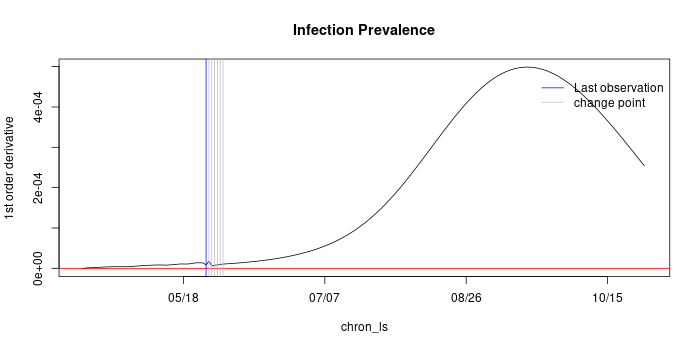 Infection Prevalence
1st order derivative
0e+00
2e-04
4e-04
Last observation
change point
05/18
07/07
08/26
10/15
chron_ls